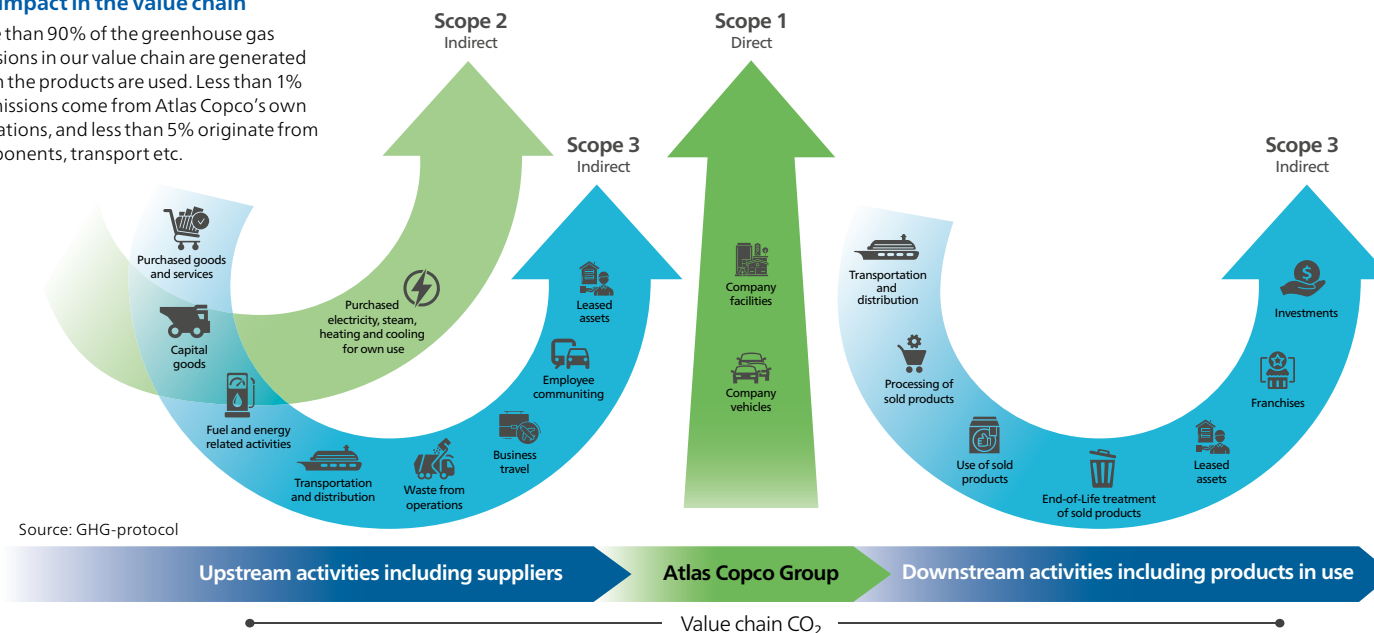 impact in the value chain
than 90% of the greenhouse gas
in our value chain are generated
the products are used. Less than 1%
come from Atlas Copco’s own
and less than 5% originate from
transport etc.
Scope 2
Indirect
Scope 1
Direct
Scope 3
Indirect
Scope 3
Indirect
Purchased goods
and services
Capital
goods
Fuel and energy
related activities
Transportation
and distribution
Waste from
operations
Business
travel
Employee
communiting
Leased
assets
Purchased
electricity, steam,
heating and cooling
for own use
Company
facilities
Company
vehicles
Transportation
and
distribution
Processing of
sold products
Use of sold
products
End-of-Life treatment
of sold products
Leased
assets
Franchises
Investments
$
Source: GHG-protocol
Upstream activities including suppliers
Atlas Copco Group
Downstream activities including products in use
Value chain CO₂